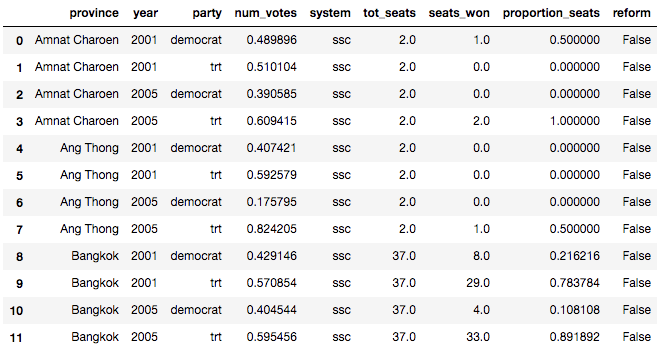 province year party num_votes system tot_seats seats_won proportion_seats reform
0 Amnat Charoen 2001 democrat 0.489896 ssc 2.0 1.0 0.500000 False
1 Amnat Charoen 2001 trt 0.510104 ssc 2.0 0.0 0.000000 False
2 Amnat Charoen 2005 democrat 0.390585 ssc 2.0 0.0 0.000000 False
3 Amnat Charoen 2005 trt 0.609415 ssc 2.0 2.0 1.000000 False
4 Ang Thong 2001 democrat 0.407421 ssc 2.0 0.0 0.000000 False
5 Ang Thong 2001 trt 0.592579 ssc 2.0 0.0 0.000000 False
6 Ang Thong 2005 democrat 0.175795 ssc 2.0 0.0 0.000000 False
7 Ang Thong 2005 trt 0.824205 ssc 2.0 1.0 0.500000 False
8 Bangkok 2001 democrat 0.429146 ssc 37.0 8.0 0.216216 False
9 Bangkok 2001 trt 0.570854 ssc 37.0 29.0 0.783784 False
10 Bangkok 2005 democrat 0.404544 ssc 37.0 4.0 0.108108 False
11 Bangkok 2005 trt 0.595456 ssc 37.0 33.0 0.891892 False